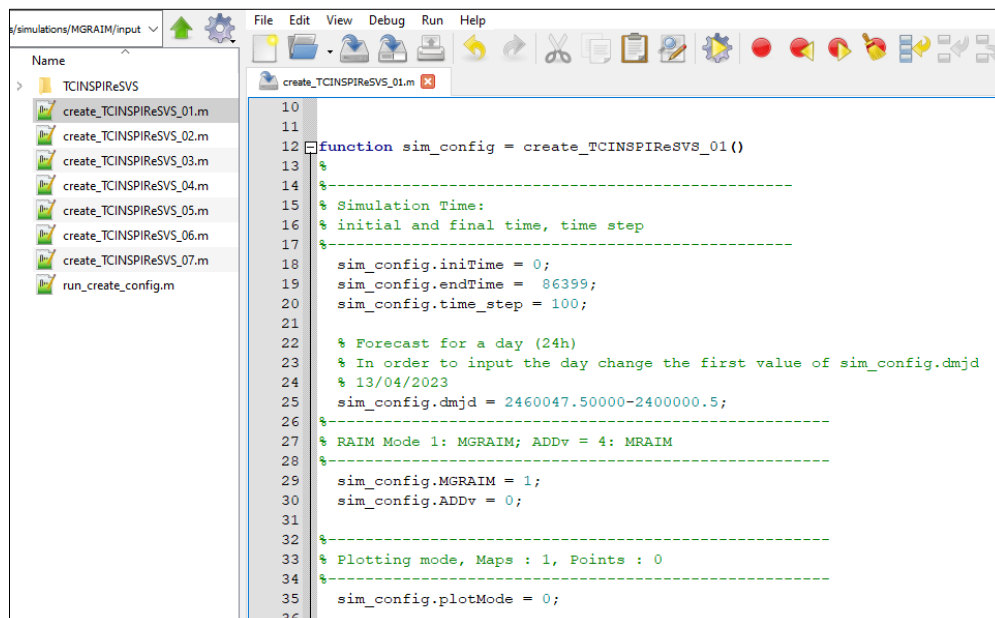 s/simulations/MGRAIM/input
Name
TCINSPIReSVS
create_TCINSPIReSVS_01.m
create_TCINSPIReSVS_02.m
create_TCINSPIReSVS_03.m
create_TCINSPIReSVS_04.m
create_TCINSPIReSVS_05.m
create_TCINSPIReSVS_06.m
create_TCINSPIReSVS_07.m
run_create_config.m
File Edit View Debug Run Help
create_TCINSPIReSVS_01.m
10
11
12 function sim_config = create_TCINSPIReSVS_01()
13 %
14 %--------------------------------------------------
15 % Simulation Time:
16 % initial and final time, time step
17 %--------------------------------------------------
18 sim_config.iniTime = 0;
19 sim_config.endTime =  86399;
20 sim_config.time_step = 100;
21
22 % Forecast for a day (24h)
23 % In order to input the day change the first value of sim_config.dmjd
24 % 13/04/2023
25 sim_config.dmjd = 2460047.50000-2400000.5;
26 %------------------------------------------------------
27 % RAIM Mode 1: MGRAIM; ADDv = 4: MRAIM
28 %------------------------------------------------------
29 sim_config.MGRAIM = 1;
30 sim_config.ADDv = 0;
31
32 %------------------------------------------------------
33 % Plotting mode, Maps : 1, Points : 0
34 %------------------------------------------------------
35 sim_config.plotMode = 0;
36